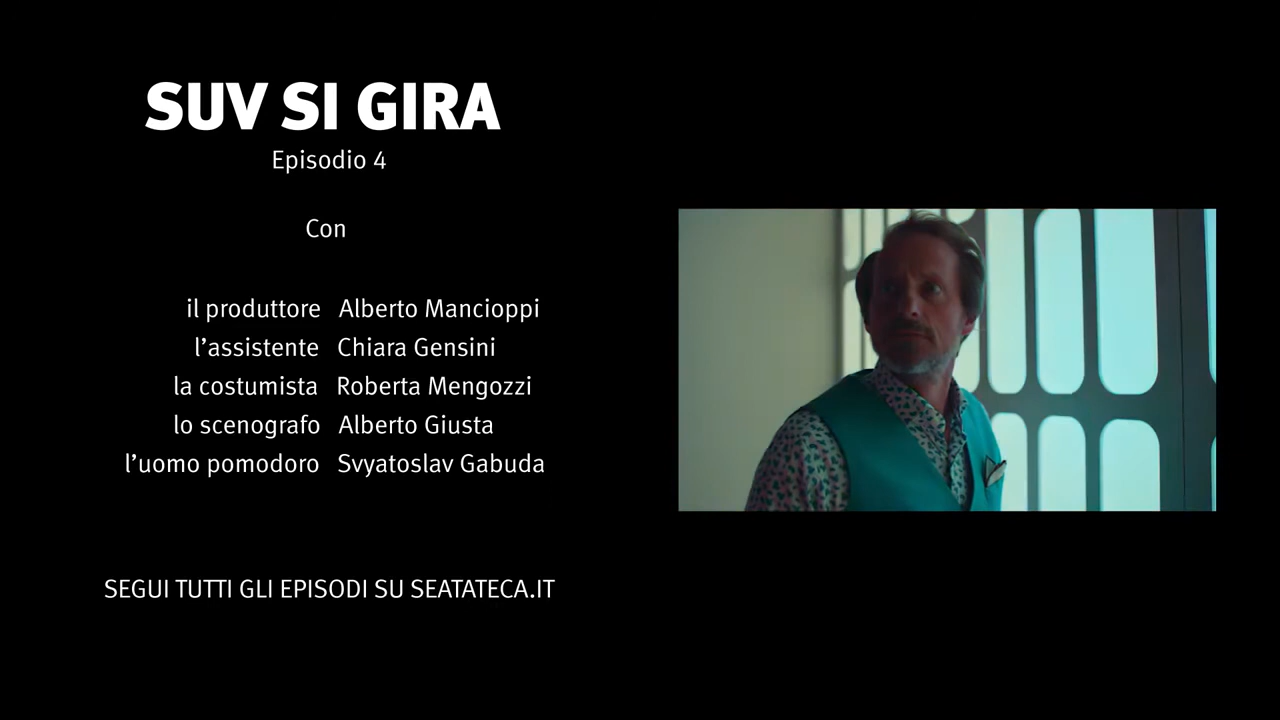 SUV SI GIRA
Episodio 4
Con
il produttore Alberto Mancioppi
l’assistente Chiara Gensini
la costumista Roberta Mengozzi
lo scenografo Alberto Giusta
l’uomo pomodoro Svyatoslav Gabuda
SEGUI TUTTI GLI EPISODI SU SEATATECA.IT